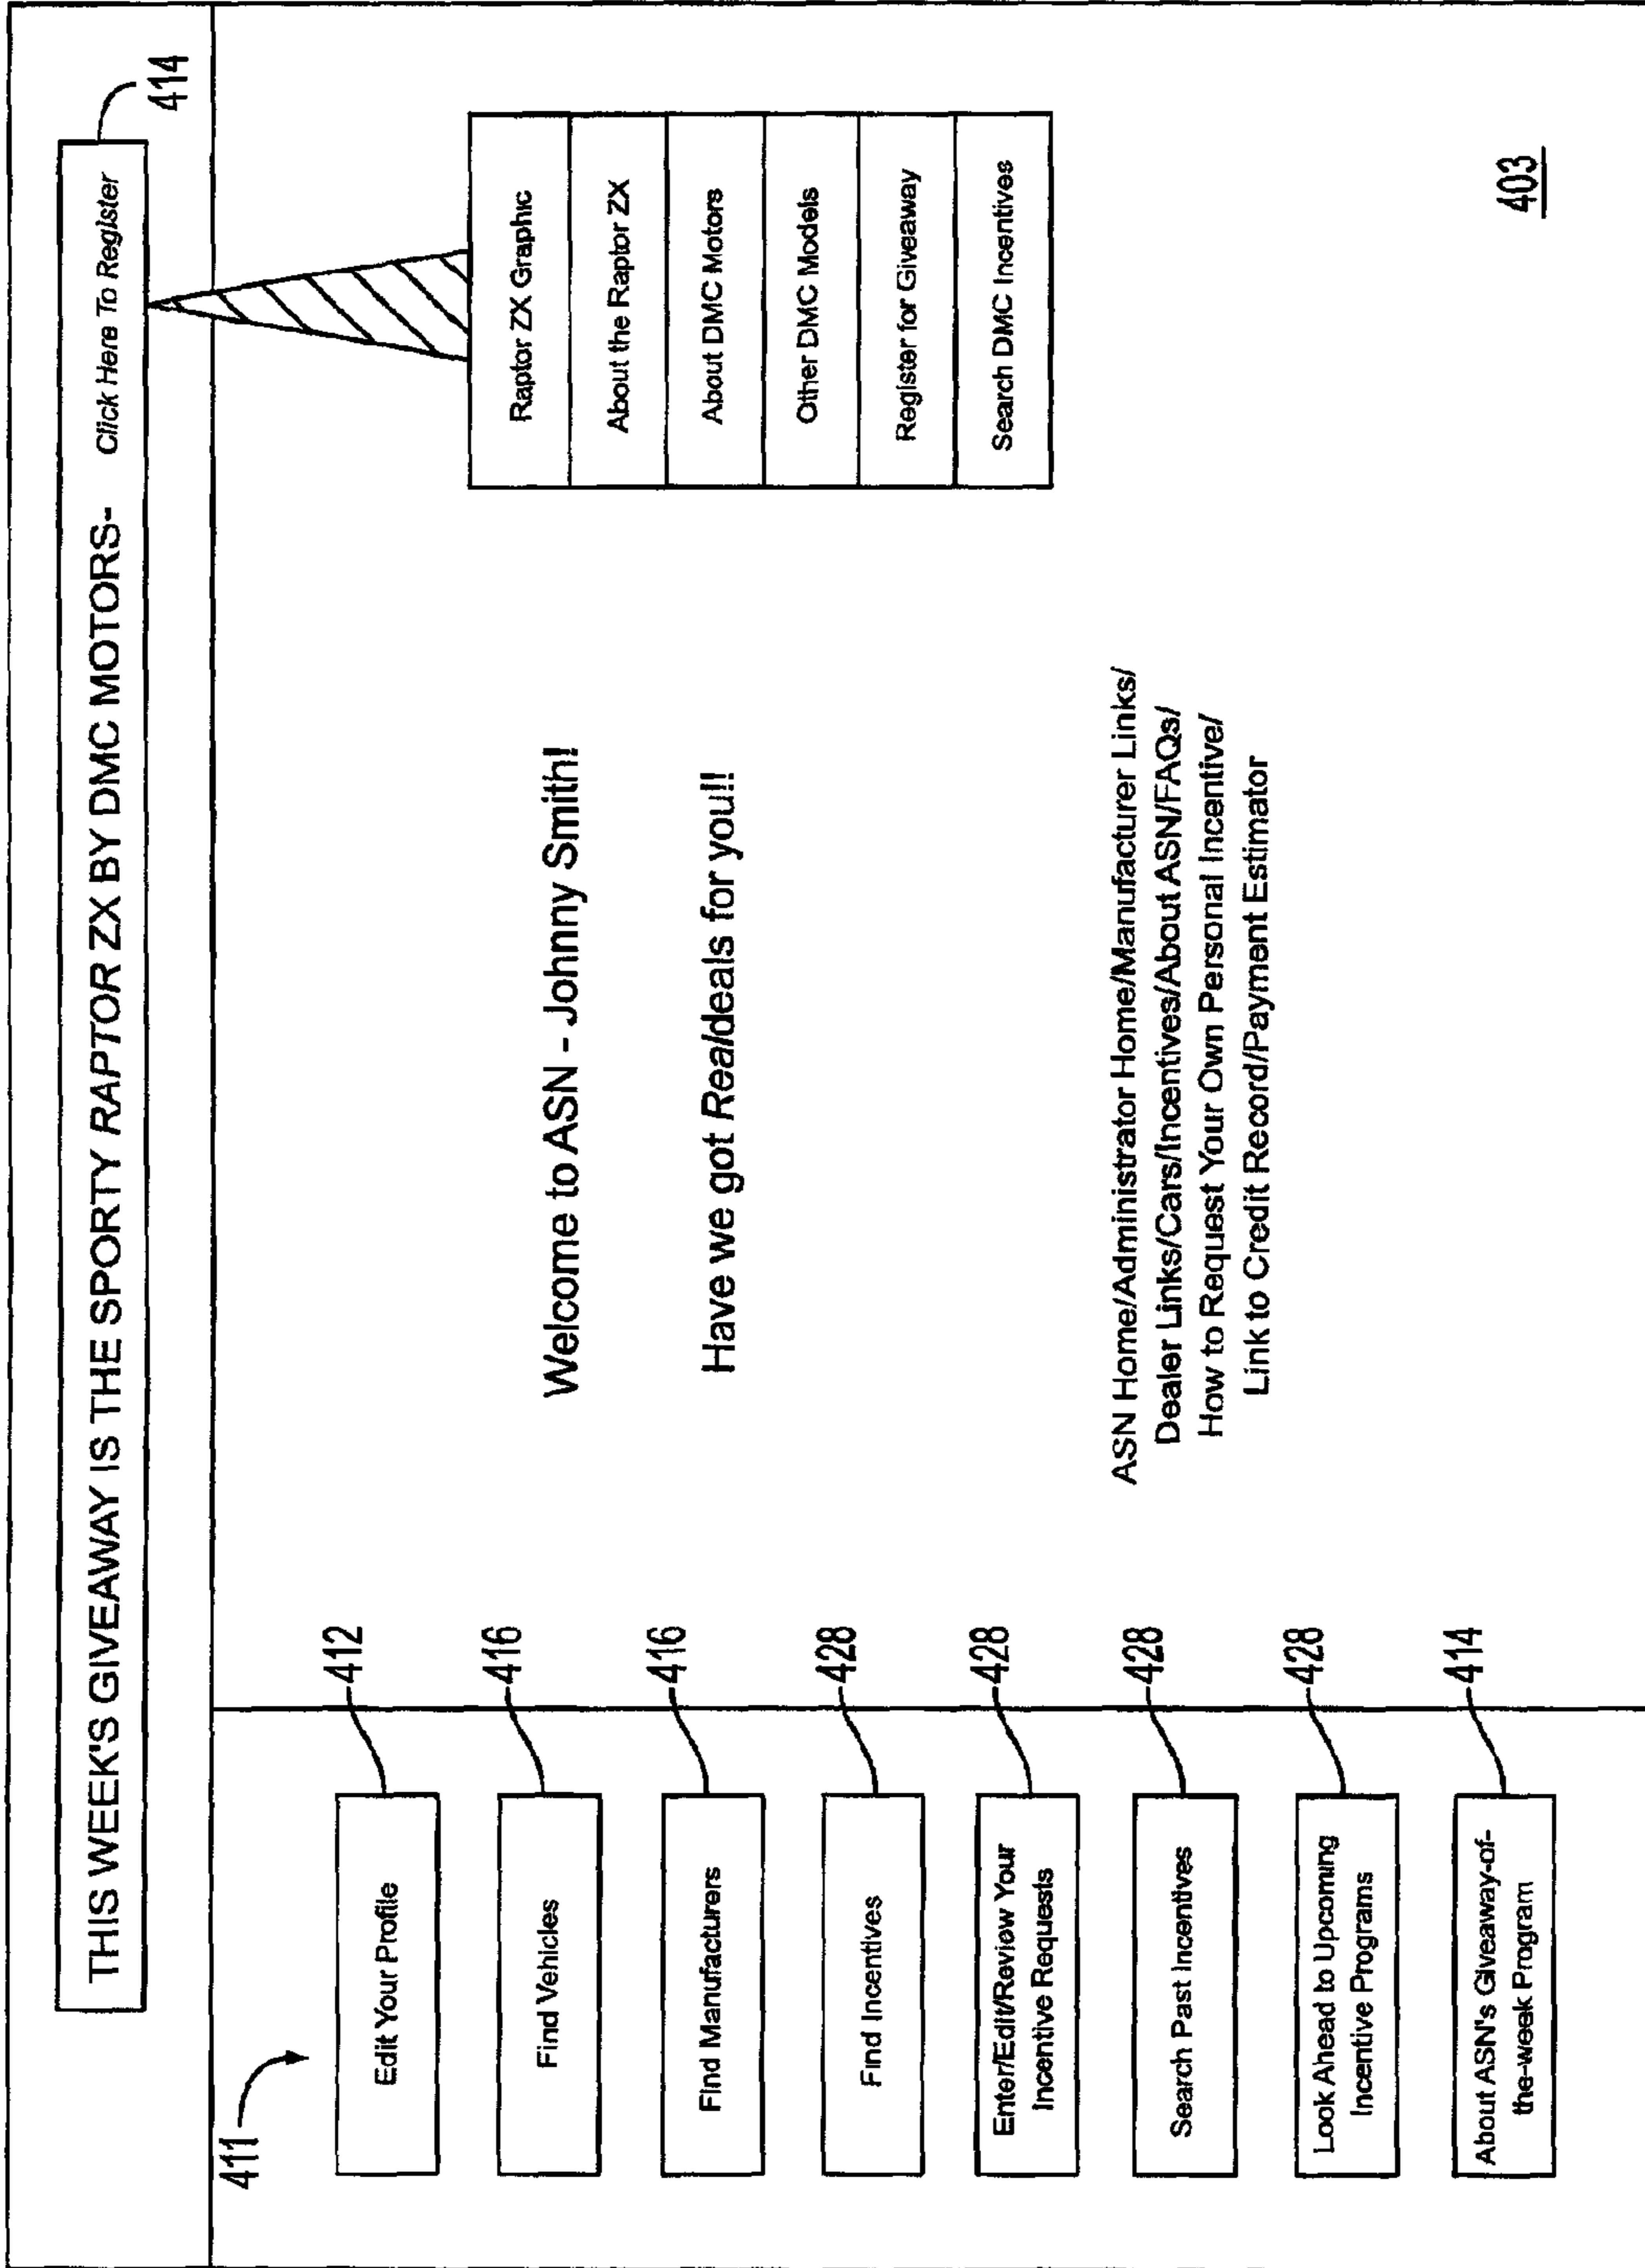 THIS WEEK'S GIVEAWAY IS THE SPORTY RAPTOR ZX BY DMC MOTORS- Click Here To Register
414
411
Edit Your Profile
412
Find Vehicles
416
Find Manufacturers
416
Find Incentives
428
Enter/Edit/Review Your
Incentive Requests
428
Search Past Incentives
428
Look Ahead to Upcoming
Incentive Programs
428
About ASN's Giveaway-of-
the-week Program
414
Welcome to ASN - Johnny Smith!
Have we got Real deals for you!!
ASN Home/Administrator Home/Manufacturer Links/
Dealer Links/Cars/Incentives/About ASN/FAQs/
How to Request Your Own Personal Incentive/
Link to Credit Record/Payment Estimator
Raptor ZX Graphic
About the Raptor ZX
About DMC Motors
Other DMC Models
Register for Giveaway
Search DMC Incentives
403